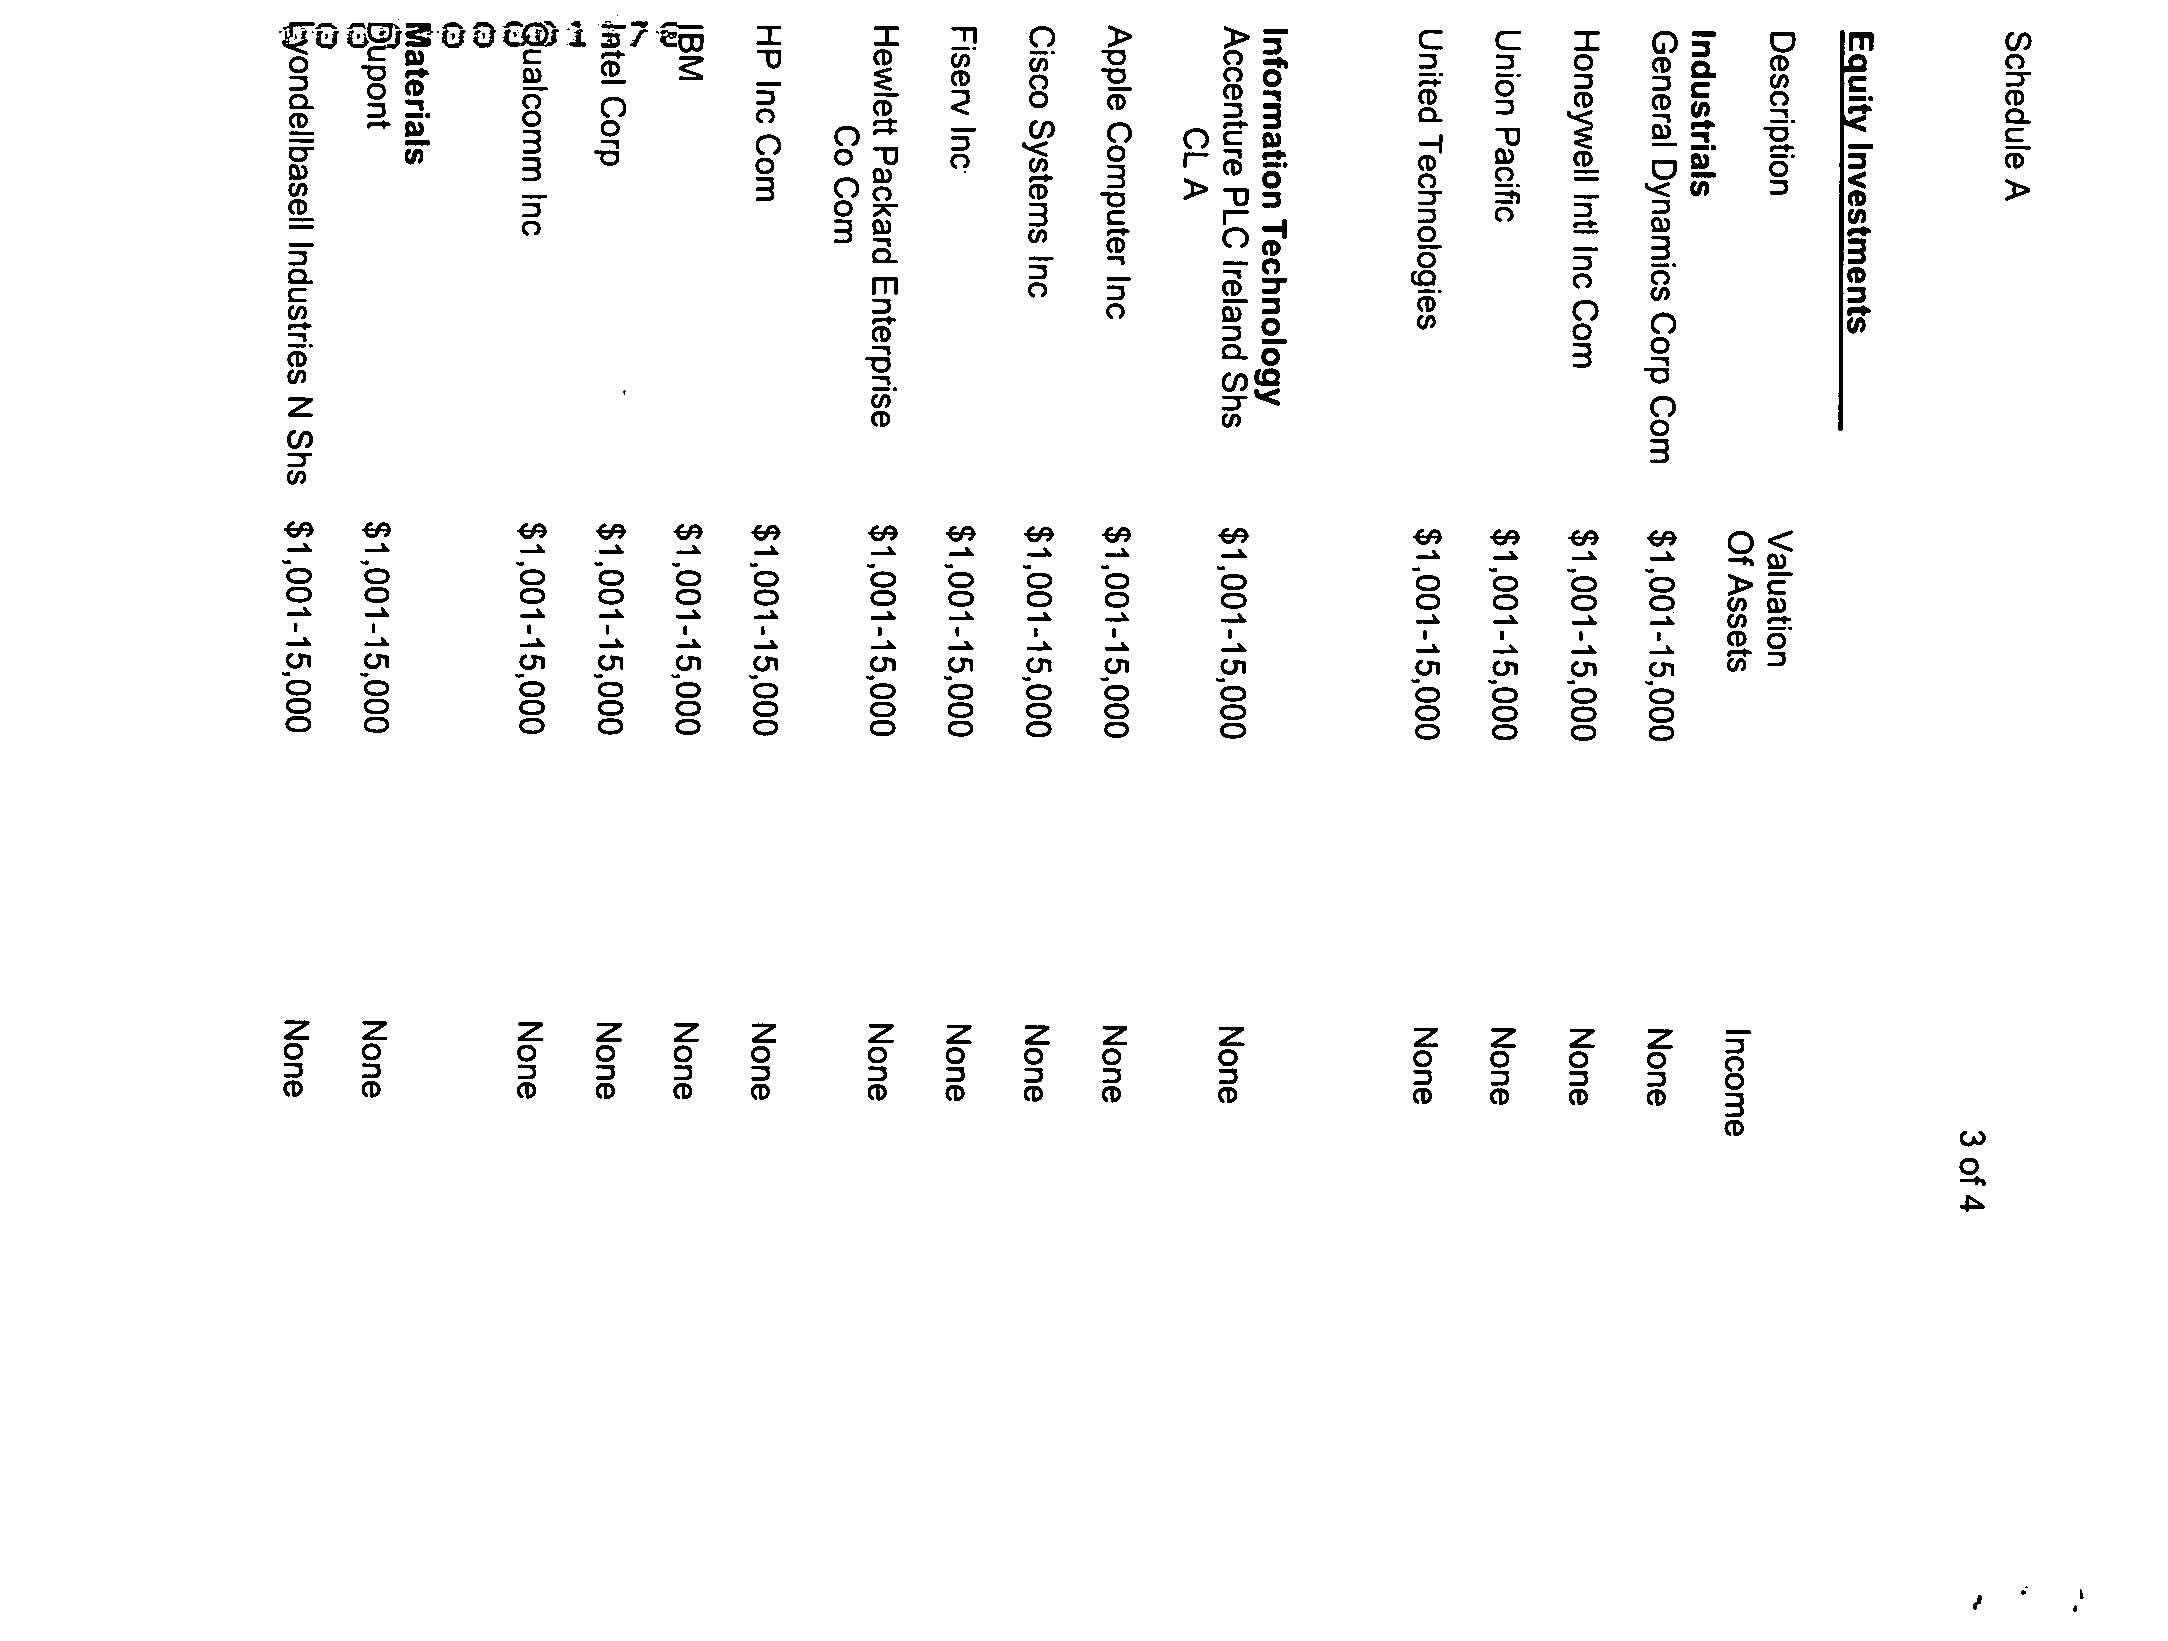 Schedule A
3 of 4
Equity Investments
Description Valuation Of Assets Income
Industrials
General Dynamics Corp Com $1,001-15,000 None
Honeywell Intl Inc Com $1,001-15,000 None
Union Pacific $1,001-15,000 None
United Technologies $1,001-15,000 None
Information Technology
Accenture PLC Ireland Shs $1,001-15,000 None
CL A
Apple Computer Inc $1,001-15,000 None
Cisco Systems Inc $1,001-15,000 None
Fiserv Inc $1,001-15,000 None
Hewlett Packard Enterprise $1,001-15,000 None
Co Com
HP Inc Com $1,001-15,000 None
IBM $1,001-15,000 None
Intel Corp $1,001-15,000 None
Qualcomm Inc $1,001-15,000 None
Materials
Dupont $1,001-15,000 None
Lyondellbasell Industries N Shs $1,001-15,000 None